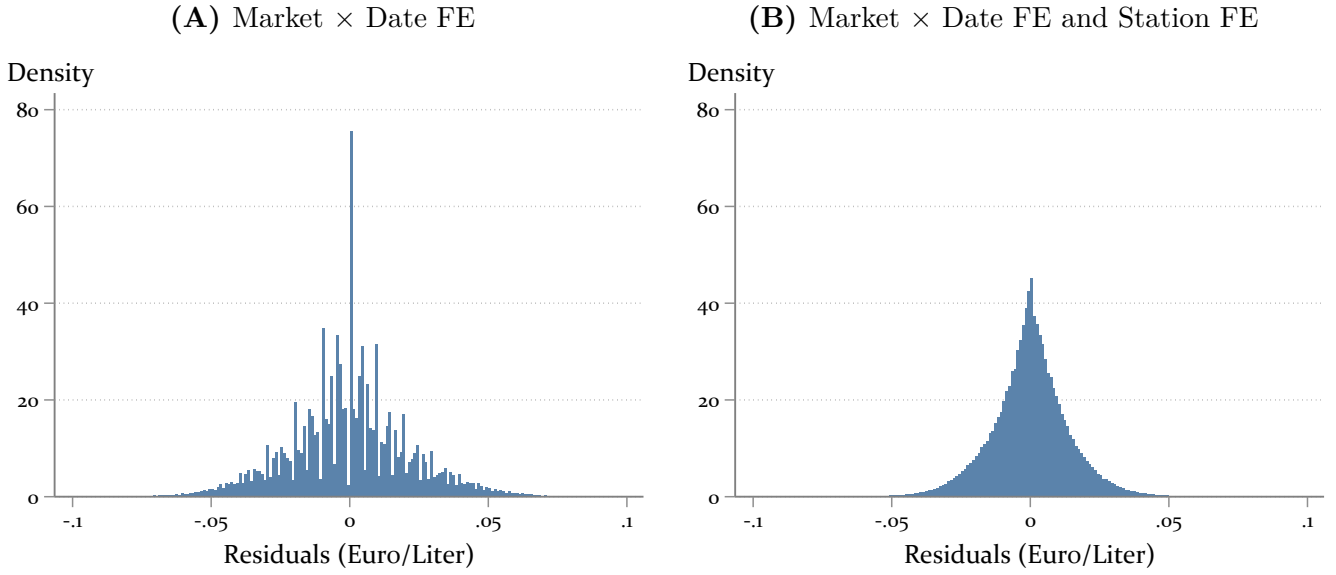 (A) Market × Date FE
Density
80
60
40
20
0
-.1 -.05 0 .05 .1
Residuals (Euro/Liter)
(B) Market × Date FE and Station FE
Density
80
60
40
20
0
-.1 -.05 0 .05 .1
Residuals (Euro/Liter)